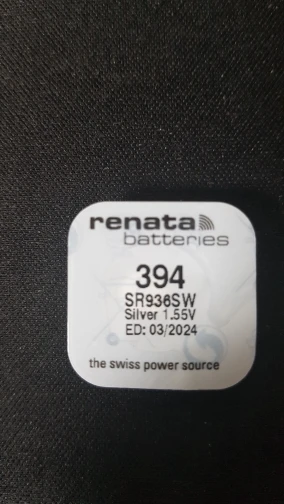 renata
batteries
394
SR936SW
Silver 1.55V
ED: 03/2024
the swiss power source